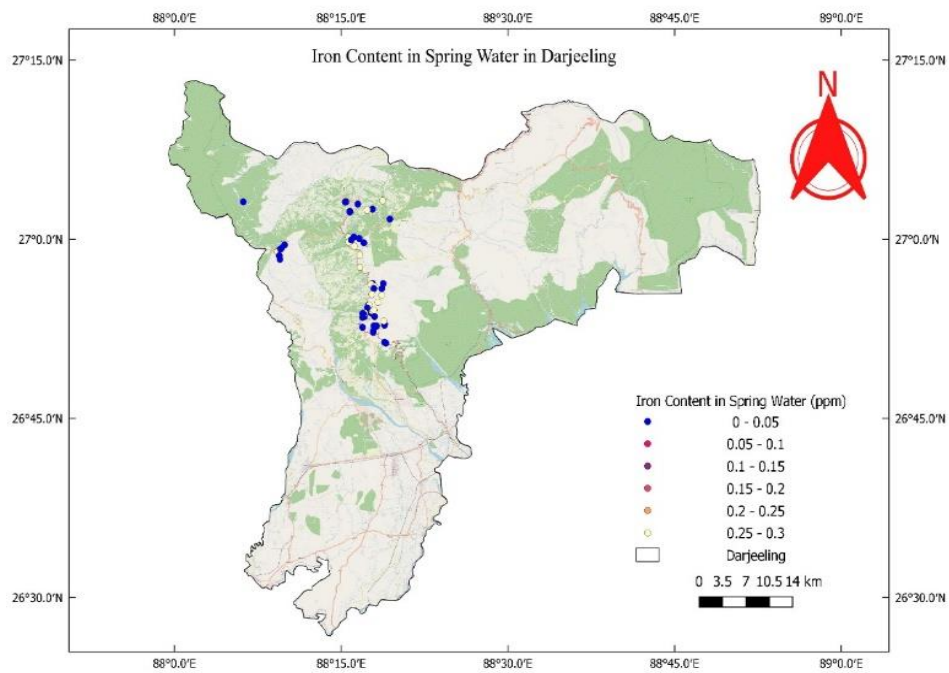 88°0.0'E 88°15.0'E 88°30.0'E 88°45.0'E 89°0.0'E
Iron Content in Spring Water in Darjeeling
N
27°15.0'N 27°15.0'N
27°0.0'N 27°0.0'N
26°45.0'N 26°45.0'N
26°30.0'N 26°30.0'N
Iron Content in Spring Water (ppm)
0 - 0.05
0.05 - 0.1
0.1 - 0.15
0.15 - 0.2
0.2 - 0.25
0.25 - 0.3
Darjeeling
0 3.5 7 10.5 14 km
88°0.0'E 88°15.0'E 88°30.0'E 88°45.0'E 89°0.0'E